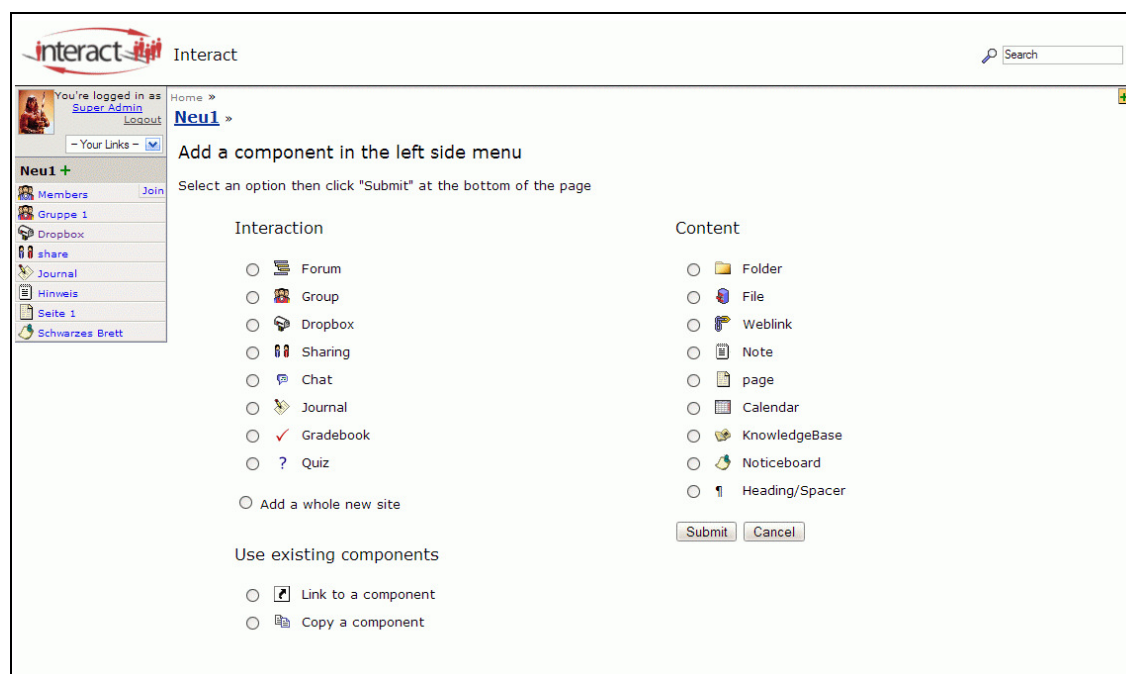 interact
Interact
Search
You're logged in as
Super Admin
Logout
– Your Links –
Neu1 +
Members
Join
Gruppe 1
Dropbox
share
Journal
Hinweis
Seite 1
Schwarzes Brett
Home »
Neu1 »
Add a component in the left side menu
Select an option then click "Submit" at the bottom of the page
Interaction
Forum
Group
Dropbox
Sharing
Chat
Journal
Gradebook
? Quiz
Add a whole new site
Use existing components
Link to a component
Copy a component
Content
Folder
File
Weblink
Note
page
Calendar
KnowledgeBase
Noticeboard
¶ Heading/Spacer
Submit Cancel